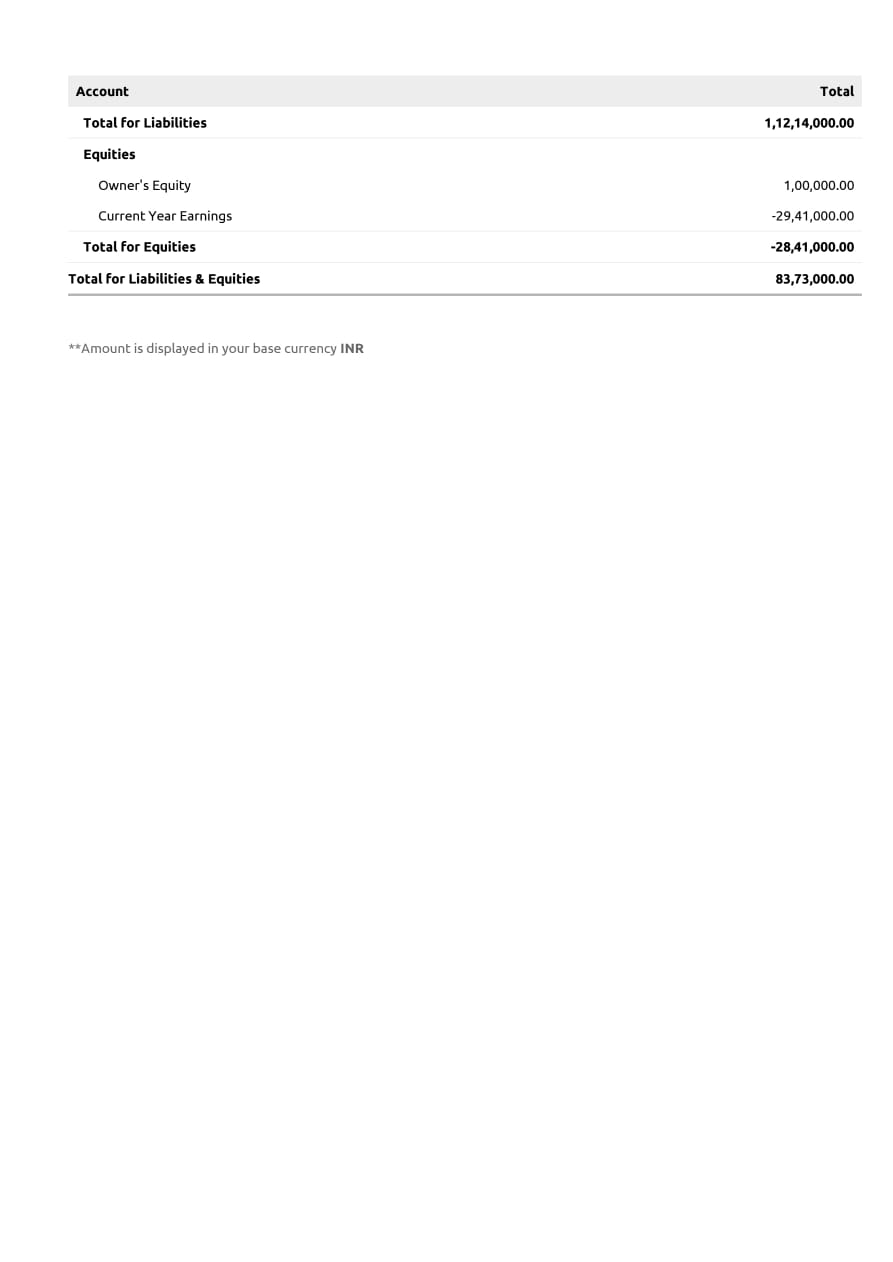 Account Total
Total for Liabilities 1,12,14,000.00
Equities
Owner's Equity 1,00,000.00
Current Year Earnings -29,41,000.00
Total for Equities -28,41,000.00
Total for Liabilities & Equities 83,73,000.00
**Amount is displayed in your base currency INR